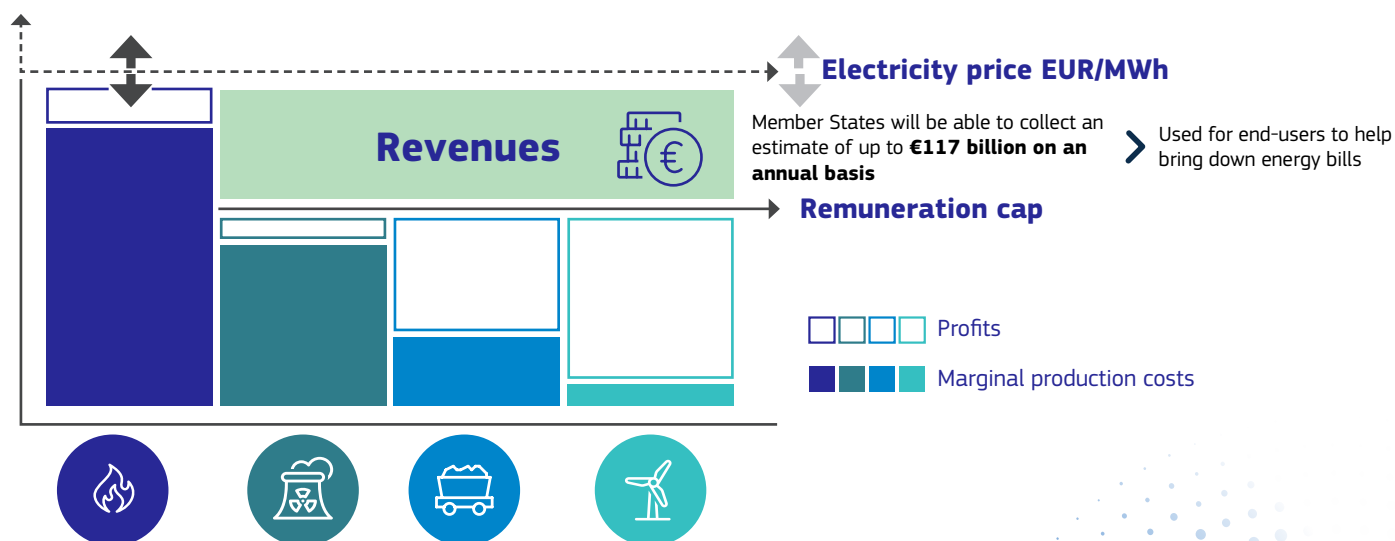 Electricity price EUR/MWh
Revenues
€
Member States will be able to collect an
estimate of up to €117 billion on an
annual basis
Used for end-users to help
bring down energy bills
Remuneration cap
Profits
Marginal production costs